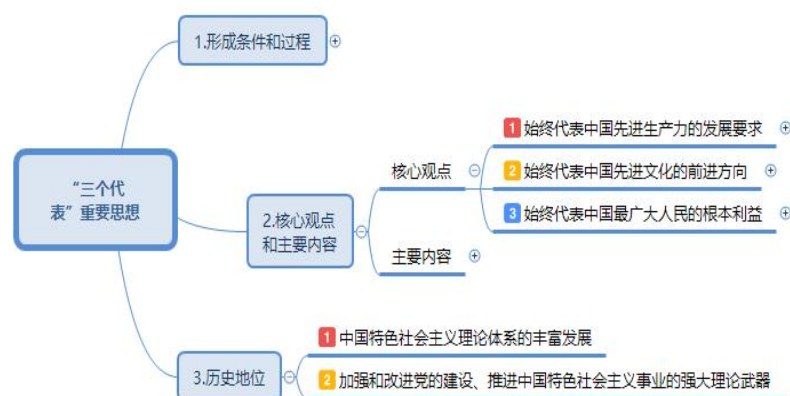 1.形成条件和过程
“三个代
表”重要思想
2.核心观点
和主要内容
核心观点
1 始终代表中国先进生产力的发展要求
2 始终代表中国先进文化的前进方向
3 始终代表中国最广大人民的根本利益
主要内容
3.历史地位
1 中国特色社会主义理论体系的丰富发展
2 加强和改进党的建设、推进中国特色社会主义事业的强大理论武器